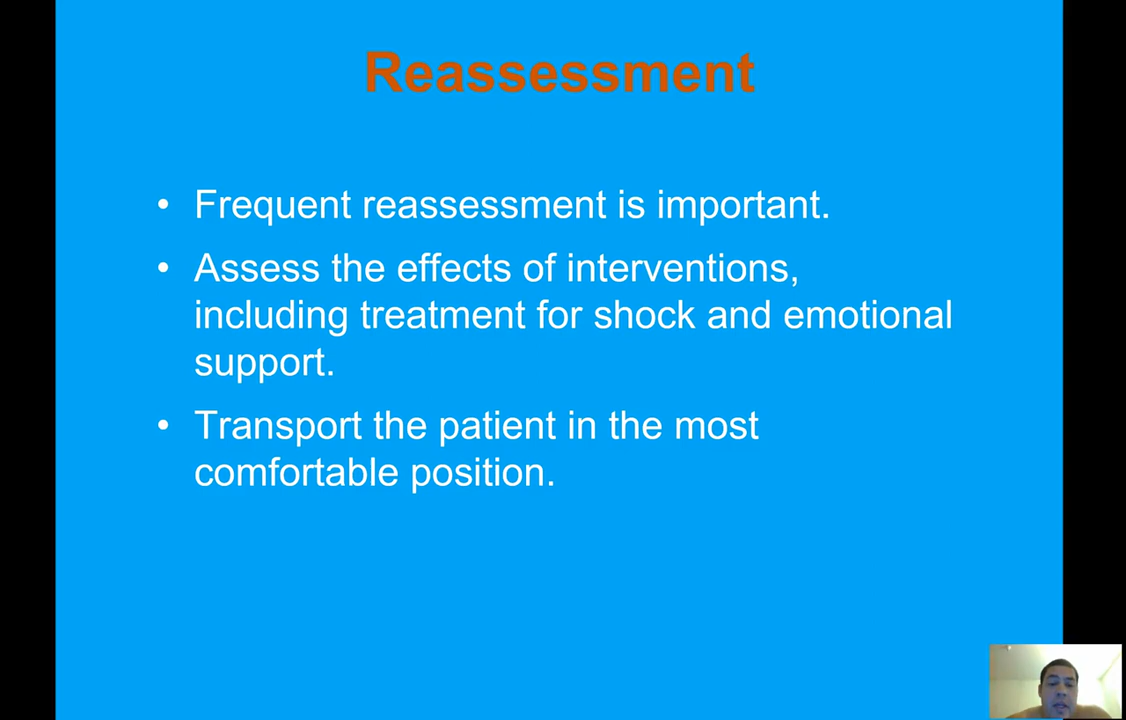 Reassessment
• Frequent reassessment is important.
• Assess the effects of interventions,
including treatment for shock and emotional
support.
• Transport the patient in the most
comfortable position.